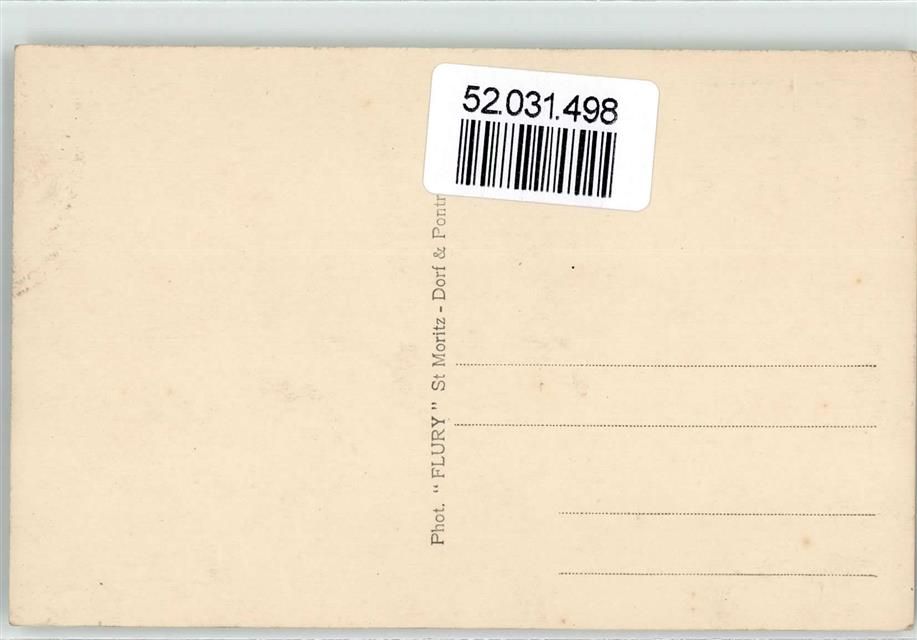 52.031.498
Phot. "FLURY" St Moritz - Dorf & Pontr